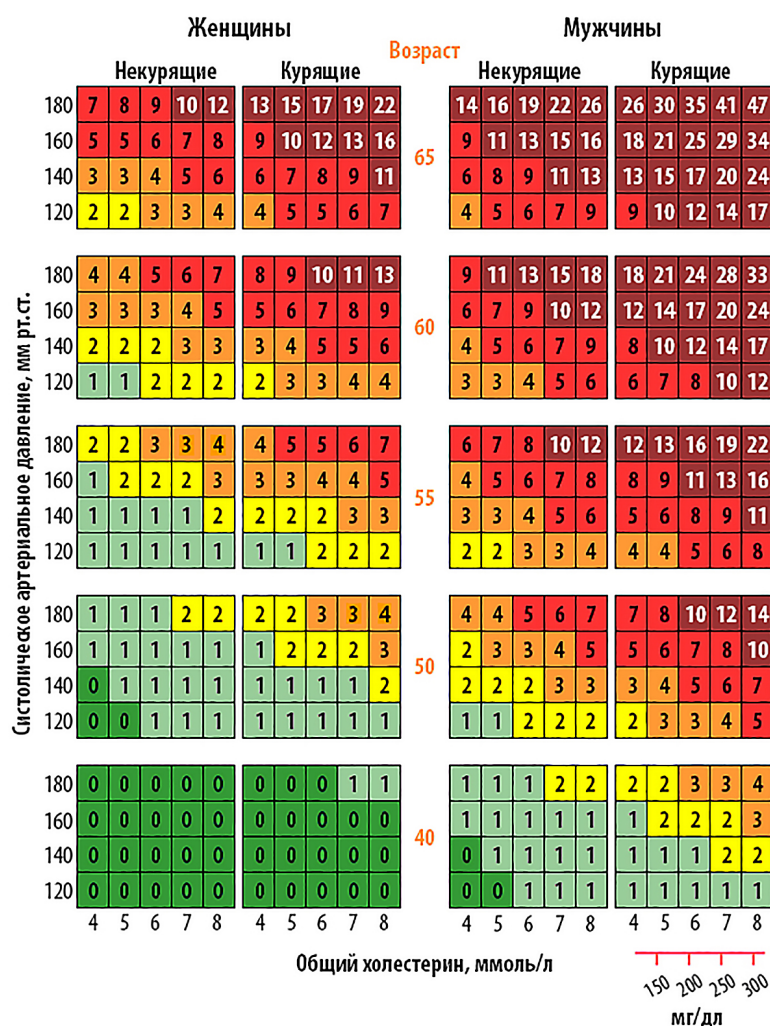 Женщины Мужчины
Возраст
Некурящие Курящие Некурящие Курящие
180 7 8 9 10 12 13 15 17 19 22 14 16 19 22 26 26 30 35 41 47
160 5 5 6 7 8 9 10 12 13 16 9 11 13 15 16 18 21 25 29 34
65
140 3 3 4 5 6 6 7 8 9 11 6 8 9 11 13 13 15 17 20 24
120 2 2 3 3 4 4 5 5 6 7 4 5 6 7 9 9 10 12 14 17
180 4 4 5 6 7 8 9 10 11 13 9 11 13 15 18 18 21 24 28 33
160 3 3 3 4 5 5 6 7 8 9 6 7 9 10 12 12 14 17 20 24
60
140 2 2 2 3 3 3 4 5 5 6 4 5 6 7 9 8 10 12 14 17
120 1 1 2 2 2 2 3 3 4 4 3 3 4 5 6 6 7 8 10 12
180 2 2 3 3 4 4 5 5 6 7 6 7 8 10 12 12 13 16 19 22
160 1 2 2 2 3 3 3 4 4 5 4 5 6 7 8 8 9 11 13 16
55
140 1 1 1 1 2 2 2 2 3 3 3 3 4 5 6 5 6 8 9 11
120 1 1 1 1 1 1 1 2 2 2 2 2 3 3 4 4 4 5 6 8
180 1 1 1 2 2 2 2 3 3 4 4 4 5 6 7 7 8 10 12 14
160 1 1 1 1 1 1 2 2 2 3 2 3 3 4 5 5 6 7 8 10
50
140 0 1 1 1 1 1 1 1 1 2 2 2 2 3 3 3 4 5 6 7
120 0 0 1 1 1 1 1 1 1 1 1 1 2 2 2 2 3 3 4 5
180 0 0 0 0 0 0 0 0 1 1 1 1 1 2 2 2 2 3 3 4
160 0 0 0 0 0 0 0 0 0 0 1 1 1 1 1 1 2 2 2 3
40
140 0 0 0 0 0 0 0 0 0 0 0 1 1 1 1 1 1 1 2 2
120 0 0 0 0 0 0 0 0 0 0 0 0 1 1 1 1 1 1 1 1
4 5 6 7 8 4 5 6 7 8 4 5 6 7 8 4 5 6 7 8
Систолическое артериальное давление, мм рт.ст.
Общий холестерин, ммоль/л
150 200 250 300
мг/дл